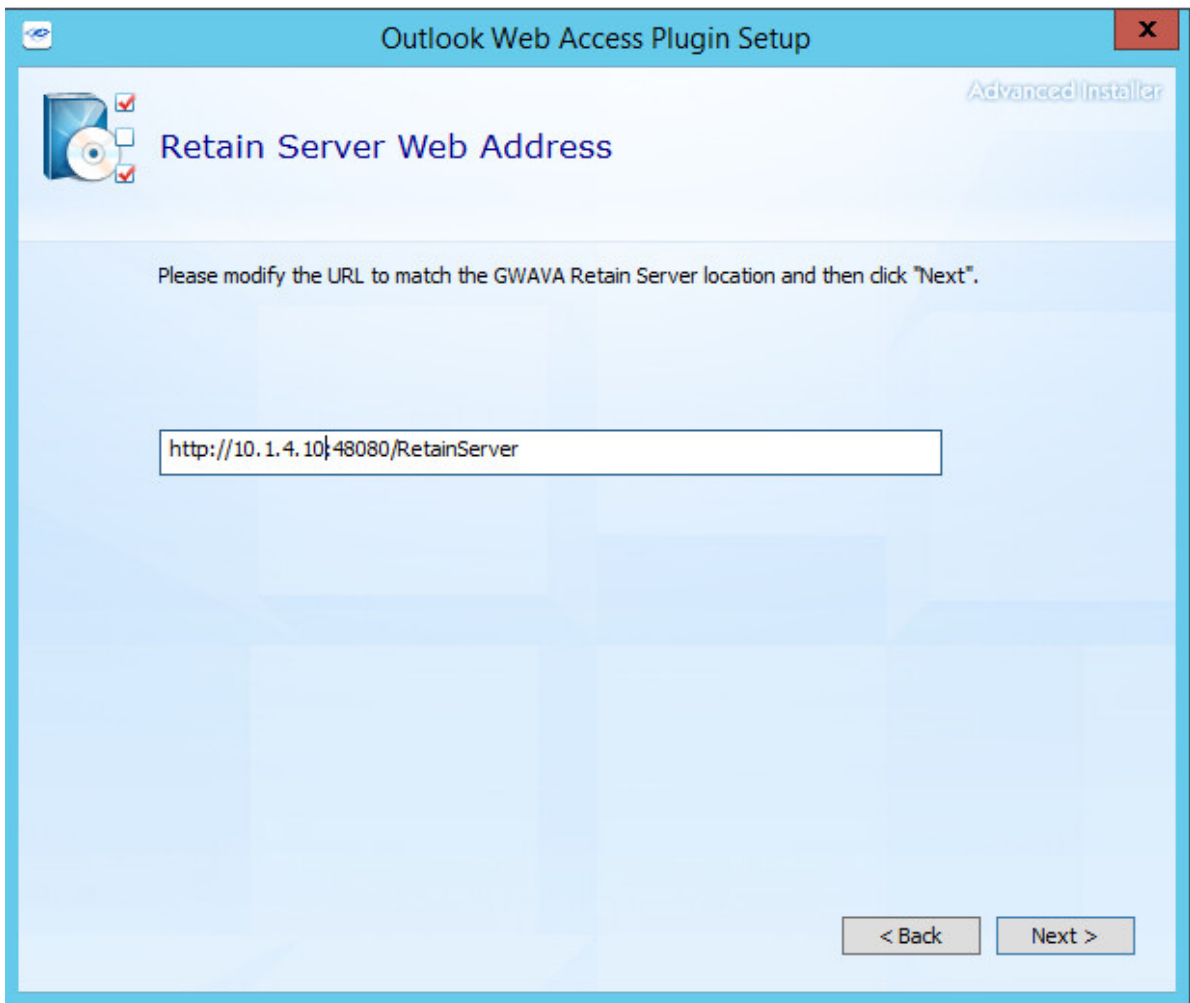 Outlook Web Access Plugin Setup
x
Advanced Installer
Retain Server Web Address
Please modify the URL to match the GWAVA Retain Server location and then click "Next".
http://10.1.4.10:48080/RetainServer
< Back
Next >